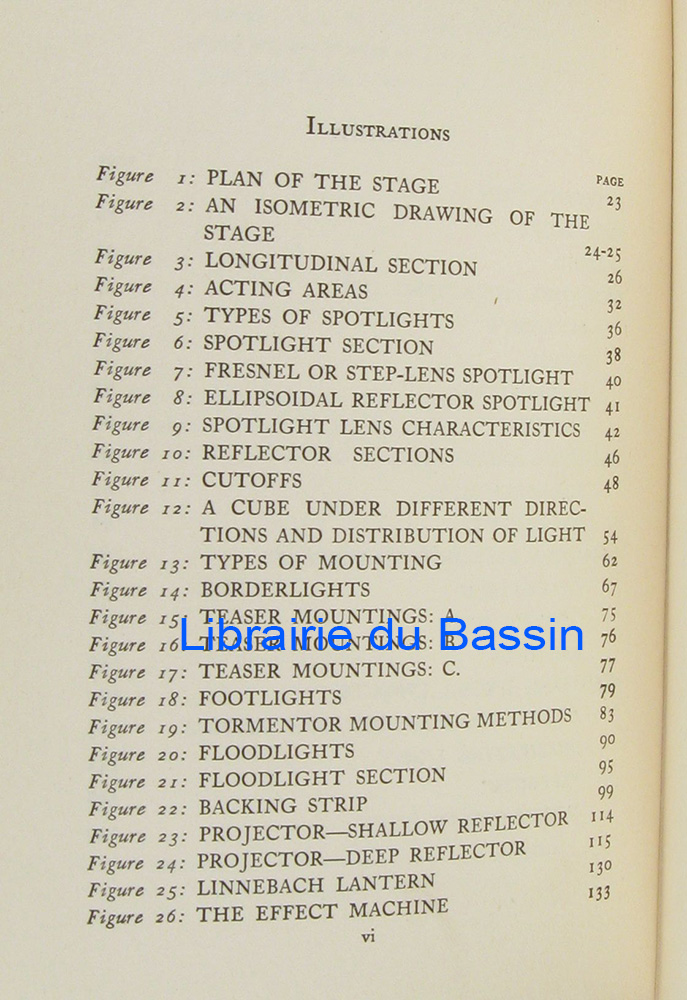 ILLUSTRATIONS
PAGE
Figure 1: PLAN OF THE STAGE 23
Figure 2: AN ISOMETRIC DRAWING OF THE
STAGE 24-25
Figure 3: LONGITUDINAL SECTION 26
Figure 4: ACTING AREAS 32
Figure 5: TYPES OF SPOTLIGHTS 36
Figure 6: SPOTLIGHT SECTION 38
Figure 7: FRESNEL OR STEP-LENS SPOTLIGHT 40
Figure 8: ELLIPSOIDAL REFLECTOR SPOTLIGHT 41
Figure 9: SPOTLIGHT LENS CHARACTERISTICS 42
Figure 10: REFLECTOR SECTIONS 46
Figure 11: CUTOFFS 48
Figure 12: A CUBE UNDER DIFFERENT DIREC-
TIONS AND DISTRIBUTION OF LIGHT 54
Figure 13: TYPES OF MOUNTING 62
Figure 14: BORDERLIGHTS 67
Figure 15: TEASER MOUNTINGS: A. 75
Figure 16: TEASER MOUNTINGS: B. 76
Librairie du Bassin
Figure 17: TEASER MOUNTINGS: C. 77
Figure 18: FOOTLIGHTS 79
Figure 19: TORMENTOR MOUNTING METHODS 83
Figure 20: FLOODLIGHTS 90
Figure 21: FLOODLIGHT SECTION 95
Figure 22: BACKING STRIP 99
Figure 23: PROJECTOR—SHALLOW REFLECTOR 114
Figure 24: PROJECTOR—DEEP REFLECTOR 115
Figure 25: LINNEBACH LANTERN 130
Figure 26: THE EFFECT MACHINE 133
vi